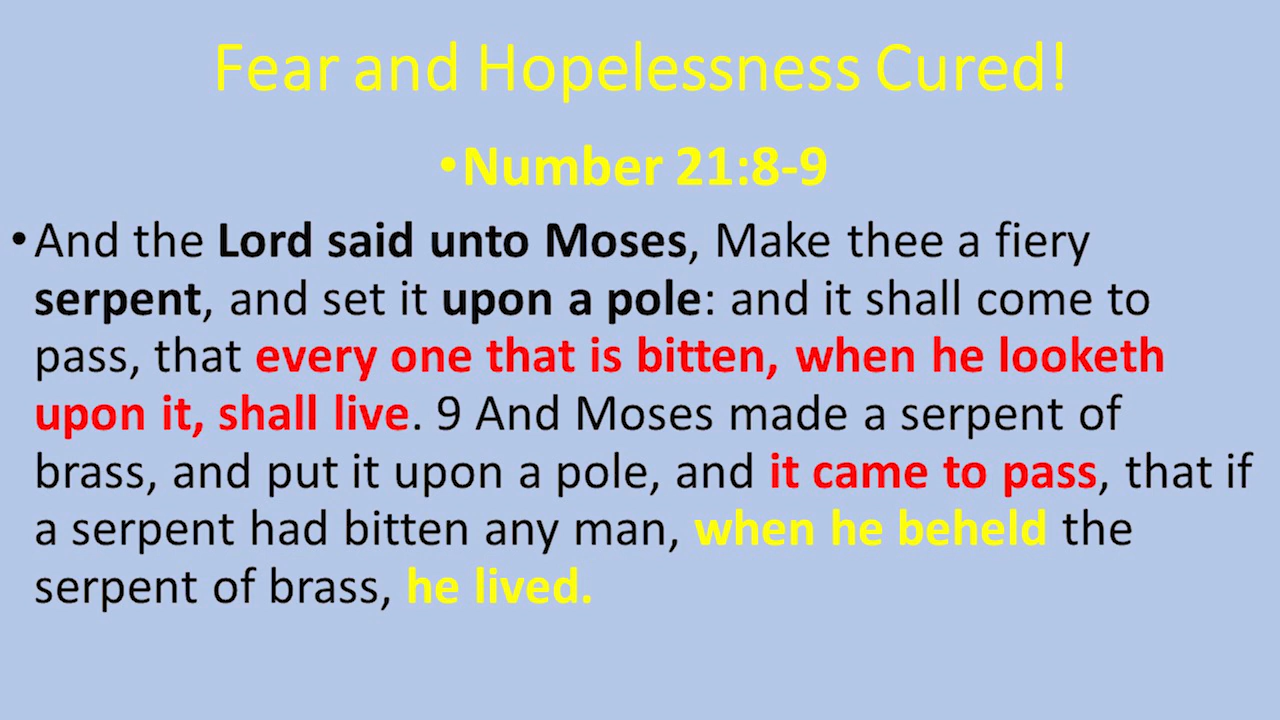 Fear and Hopelessness Cured!
•Number 21:8-9
•And the Lord said unto Moses, Make thee a fiery
serpent, and set it upon a pole: and it shall come to
pass, that every one that is bitten, when he looketh
upon it, shall live. 9 And Moses made a serpent of
brass, and put it upon a pole, and it came to pass, that if
a serpent had bitten any man, when he beheld the
serpent of brass, he lived.